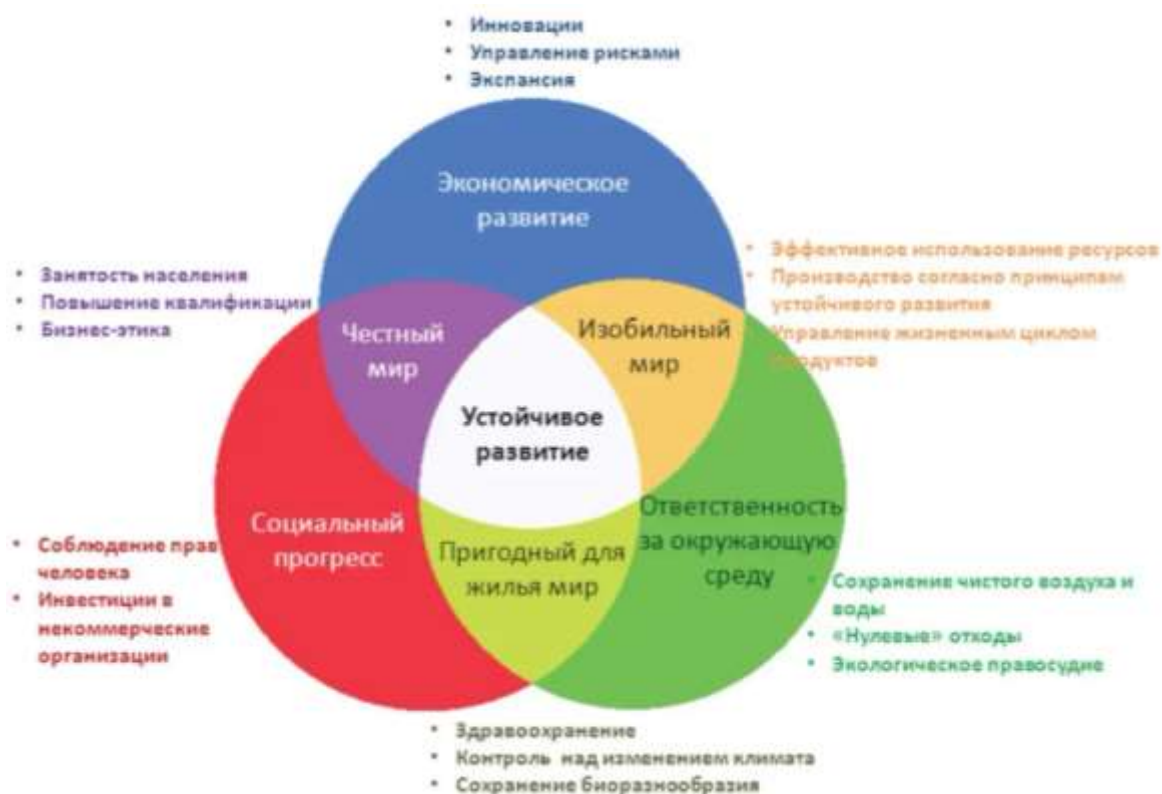 • Инновации
• Управление рисками
• Экспансия
Экономическое
развитие
• Занятость населения
• Повышение квалификации
• Бизнес-этика
• Эффективное использование ресурсов
• Производство согласно принципам
устойчивого развития
• Управление жизненным циклом
продуктов
Честный
мир
Изобильный
мир
Устойчивое
развитие
Социальный
прогресс
Пригодный для
жилья мир
Ответственность
за окружающую
среду
• Соблюдение прав
человека
• Инвестиции в
некоммерческие
организации
• Сохранение чистого воздуха и
воды
• «Нулевые» отходы
• Экологическое правосудие
• Здравоохранение
• Контроль над изменением климата
• Сохранение биоразнообразия